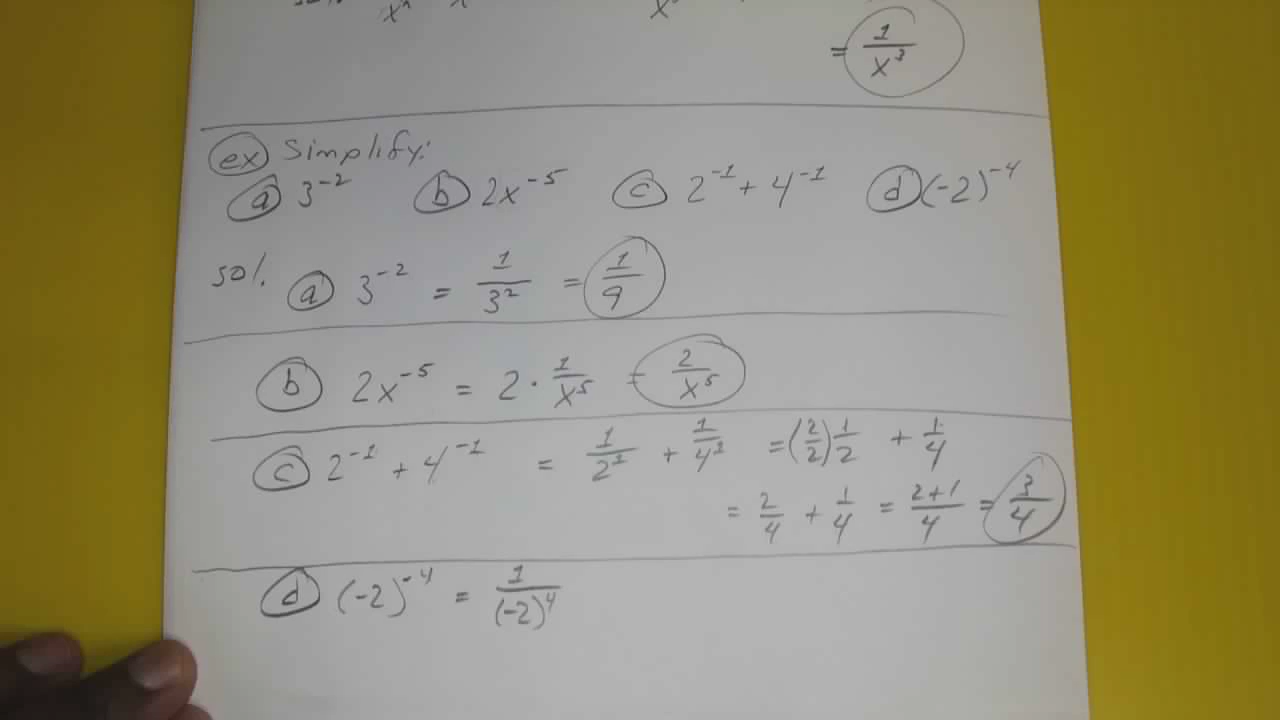 = 1/x³
ex Simplify:
a 3⁻² b 2x⁻⁵ c 2⁻¹ + 4⁻¹ d (-2)⁻⁴
sol. a 3⁻² = 1/3² = 1/9
b 2x⁻⁵ = 2 · 1/x⁵ = 2/x⁵
c 2⁻¹ + 4⁻¹ = 1/2¹ + 1/4¹ = (2/2) 1/2 + 1/4
= 2/4 + 1/4 = (2+1)/4 = 3/4
d (-2)⁻⁴ = 1/(-2)⁴